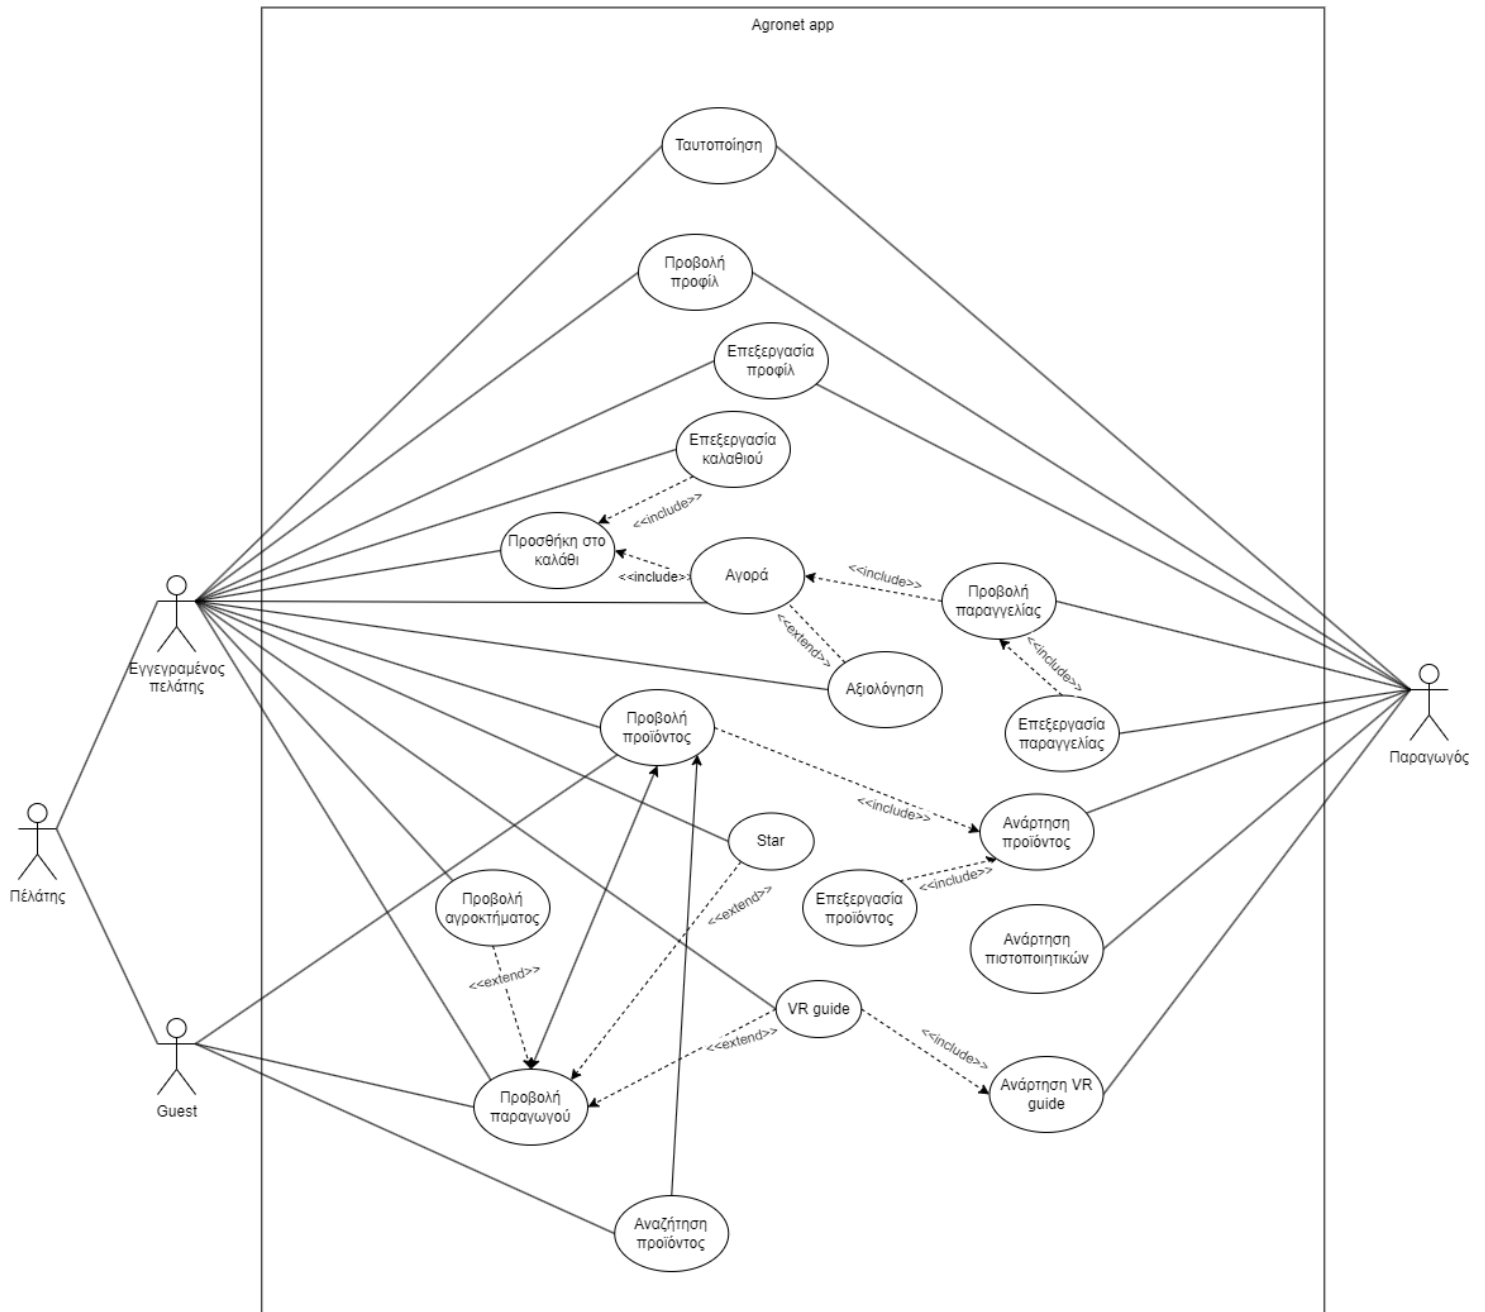 Agronet app
Ταυτοποίηση
Προβολή
προφίλ
Επεξεργασία
προφίλ
Επεξεργασία
καλαθιού
<<include>>
Προσθήκη στο
καλάθι
<<include>>
Αγορά
<<include>>
Προβολή
παραγγελίας
<<extend>>
<<include>>
Εγγεγραμένος
πελάτης
Αξιολόγηση
Προβολή
προϊόντος
Επεξεργασία
παραγγελίας
Παραγωγός
<<include>>
Ανάρτηση
προϊόντος
Star
Πέλάτης
<<include>>
Προβολή
αγροκτήματος
<<extend>>
Επεξεργασία
προϊόντος
Ανάρτηση
πιστοποιητικών
<<extend>>
VR guide
<<extend>>
<<include>>
Guest
Προβολή
παραγωγού
Ανάρτηση VR
guide
Αναζήτηση
προϊόντος